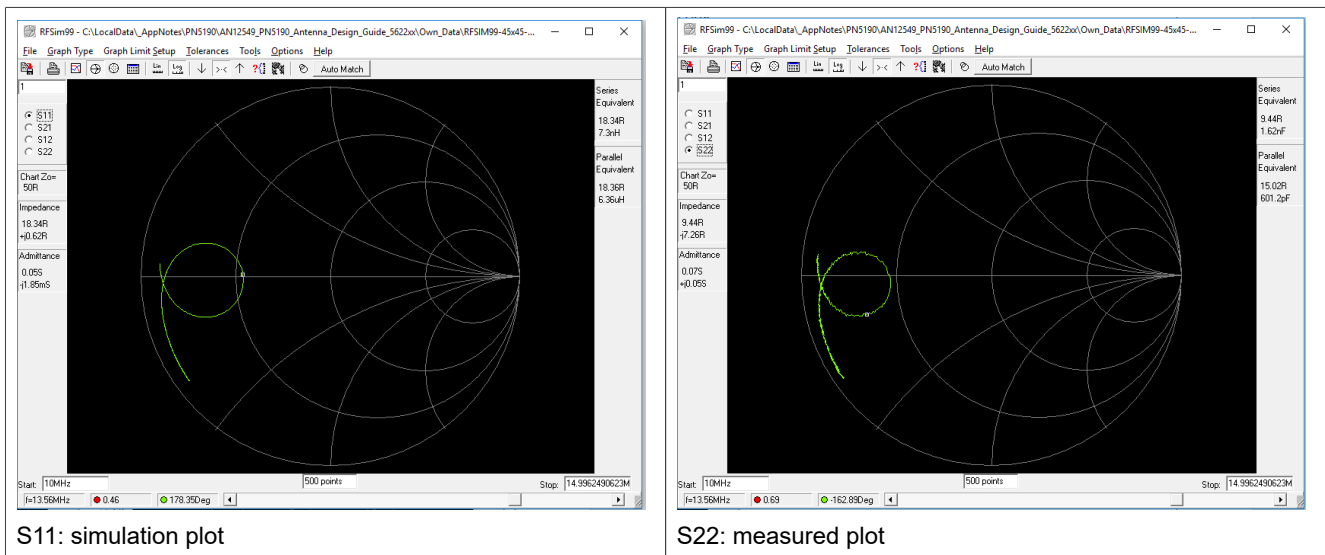 RFSim99 - C:\LocalData\_AppNotes\PN5190\AN12549_PN5190_Antenna_Design_Guide_5622xx\Own_Data\RFSIM99-45x45-...
File Graph Type Graph Limit Setup Tolerances Tools Options Help
Lin Log ?{} Auto Match
1
S11
S21
S12
S22
Chart Zo=
50R
Impedance
18.34R
+j0.62R
Admittance
0.05S
-j1.85mS
Series
Equivalent
18.34R
7.3nH
Parallel
Equivalent
18.36R
6.36uH
Start: 10MHz 500 points Stop: 14.9962490623M
f=13.56MHz 0.46 178.35Deg
S11: simulation plot
RFSim99 - C:\LocalData\_AppNotes\PN5190\AN12549_PN5190_Antenna_Design_Guide_5622xx\Own_Data\RFSIM99-45x45-...
File Graph Type Graph Limit Setup Tolerances Tools Options Help
Lin Log ?{} Auto Match
1
S11
S21
S12
S22
Chart Zo=
50R
Impedance
9.44R
-j7.26R
Admittance
0.07S
+j0.05S
Series
Equivalent
9.44R
1.62nF
Parallel
Equivalent
15.02R
601.2pF
Start: 10MHz 500 points Stop: 14.9962490623M
f=13.56MHz 0.69 -162.89Deg
S22: measured plot